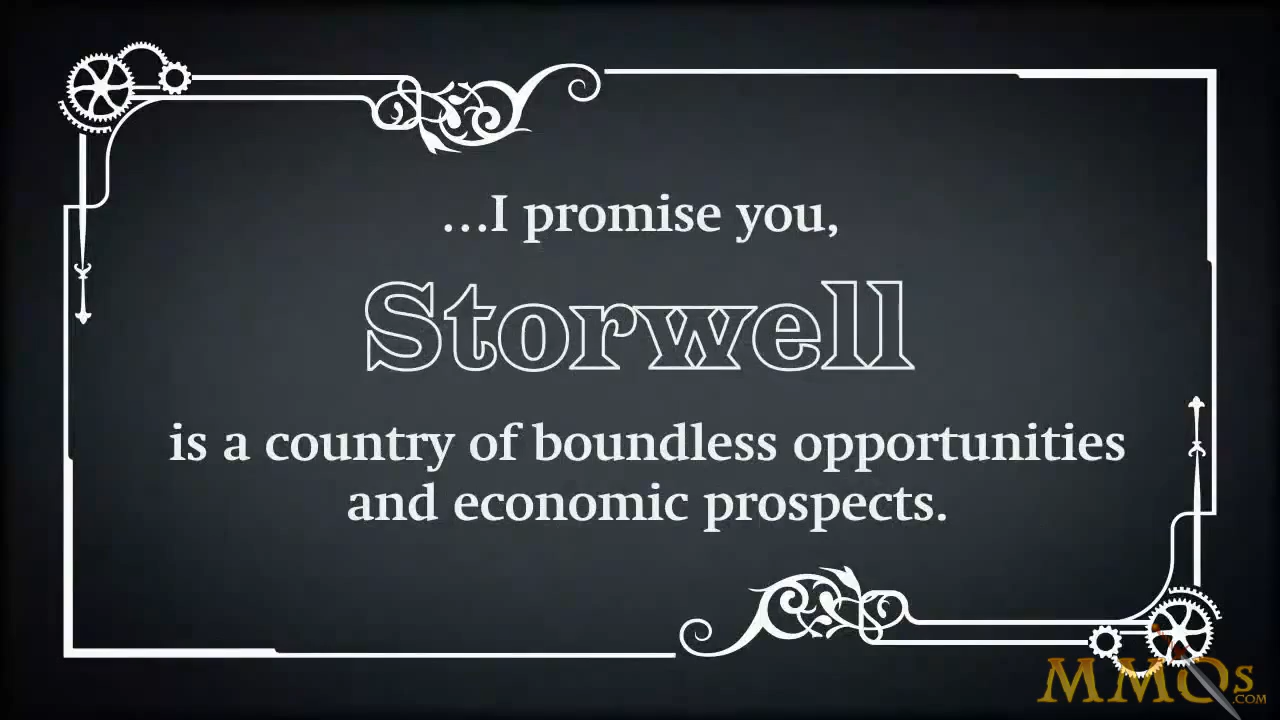 ...I promise you,
Storwell
is a country of boundless opportunities
and economic prospects.
MMOs
.COM